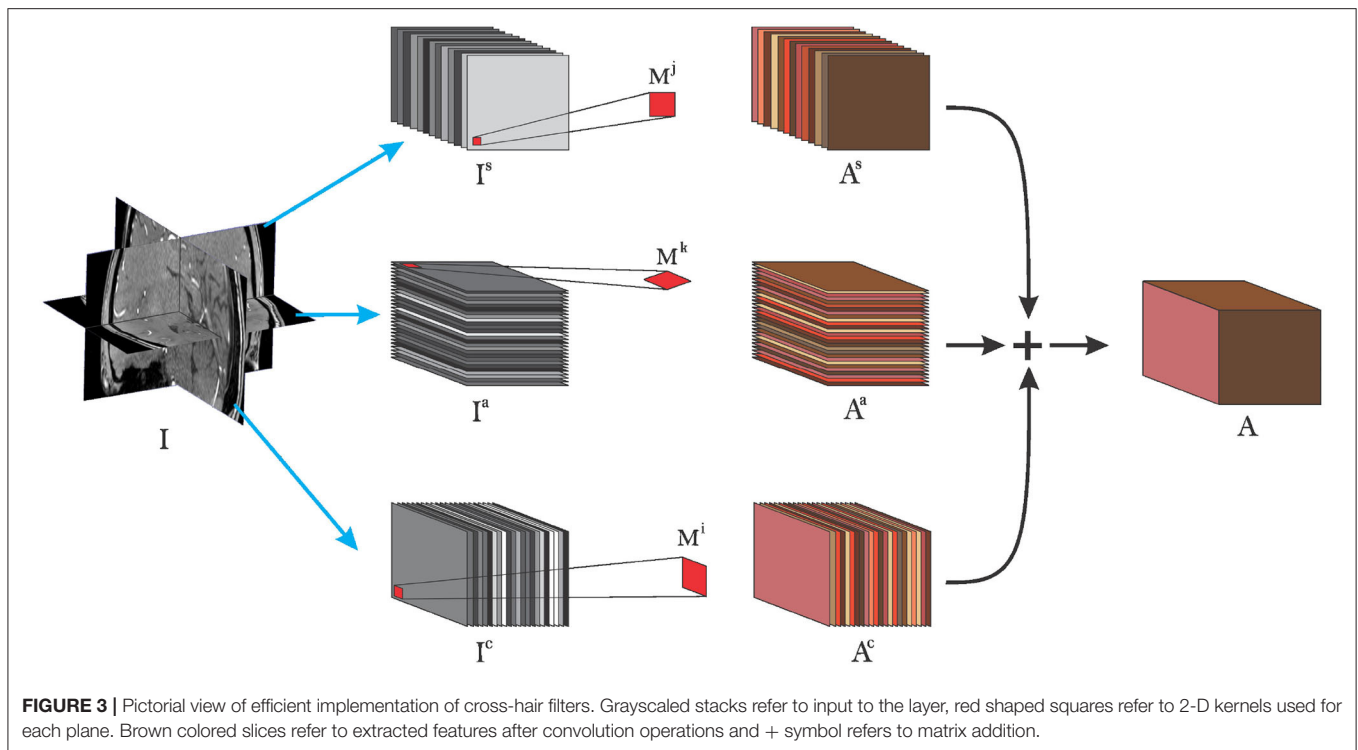 M^j
I^s
A^s
M^k
I
I^a
A^a
+
A
M^i
I^c
A^c
FIGURE 3 | Pictorial view of efficient implementation of cross-hair filters. Grayscaled stacks refer to input to the layer, red shaped squares refer to 2-D kernels used for
each plane. Brown colored slices refer to extracted features after convolution operations and + symbol refers to matrix addition.